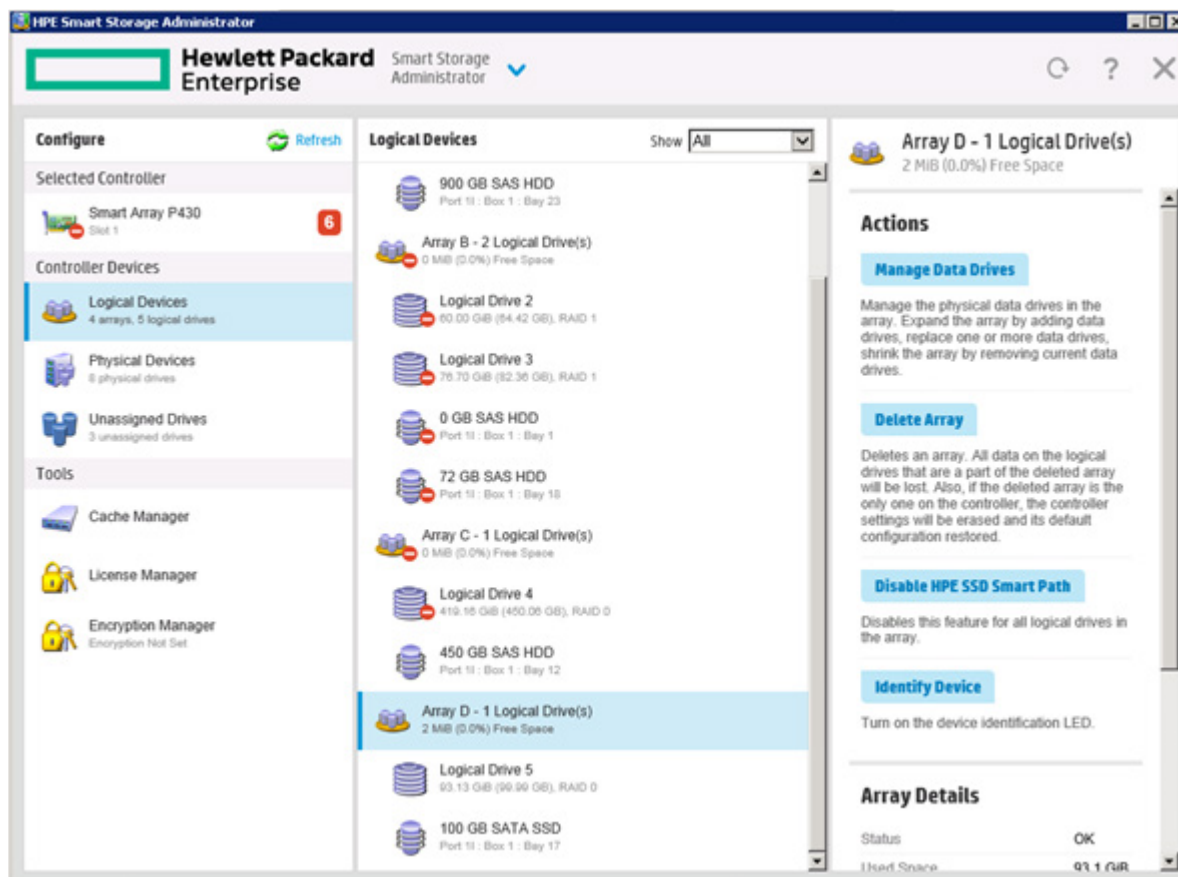 HPE Smart Storage Administrator
Hewlett Packard
Enterprise
Smart Storage
Administrator
?
Configure
Refresh
Selected Controller
Smart Array P430
Slot 1
6
Controller Devices
Logical Devices
4 arrays, 5 logical drives
Physical Devices
8 physical drives
Unassigned Drives
3 unassigned drives
Tools
Cache Manager
License Manager
Encryption Manager
Encryption Not Set
Logical Devices
Show All
900 GB SAS HDD
Port 1I : Box 1 : Bay 23
Array B - 2 Logical Drive(s)
0 MiB (0.0%) Free Space
Logical Drive 2
60.00 GiB (64.42 GB), RAID 1
Logical Drive 3
76.70 GiB (82.36 GB), RAID 1
0 GB SAS HDD
Port 1I : Box 1 : Bay 1
72 GB SAS HDD
Port 1I : Box 1 : Bay 18
Array C - 1 Logical Drive(s)
0 MiB (0.0%) Free Space
Logical Drive 4
419.16 GiB (450.06 GB), RAID 0
450 GB SAS HDD
Port 1I : Box 1 : Bay 12
Array D - 1 Logical Drive(s)
2 MiB (0.0%) Free Space
Logical Drive 5
93.13 GiB (99.99 GB), RAID 0
100 GB SATA SSD
Port 1I : Box 1 : Bay 17
Array D - 1 Logical Drive(s)
2 MiB (0.0%) Free Space
Actions
Manage Data Drives
Manage the physical data drives in the
array. Expand the array by adding data
drives, replace one or more data drives,
shrink the array by removing current data
drives.
Delete Array
Deletes an array. All data on the logical
drives that are a part of the deleted array
will be lost. Also, if the deleted array is the
only one on the controller, the controller
settings will be erased and its default
configuration restored.
Disable HPE SSD Smart Path
Disables this feature for all logical drives in
the array.
Identify Device
Turn on the device identification LED.
Array Details
Status OK
Used Space 93.1 GiB